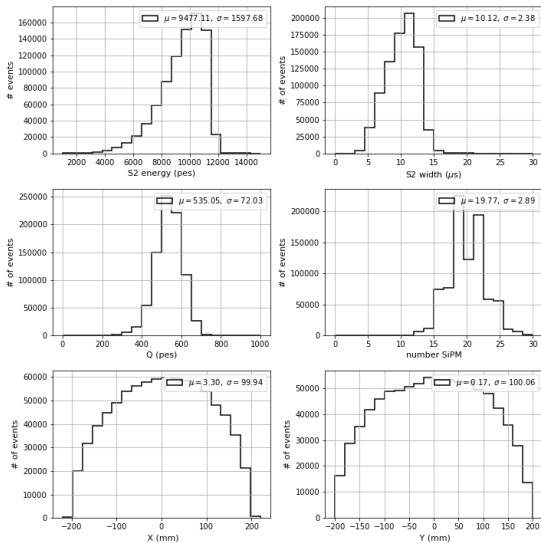 160000
140000
120000
100000
80000
60000
40000
20000
0
# events
μ=9477.11, σ=1597.68
2000 4000 6000 8000 10000 12000 14000
S2 energy (pes)
200000
175000
150000
125000
100000
75000
50000
25000
0
# of events
μ=10.12, σ=2.38
0 5 10 15 20 25 30
S2 width (μs)
250000
200000
150000
100000
50000
0
# of events
μ=535.05, σ=72.03
0 200 400 600 800 1000
Q (pes)
200000
150000
100000
50000
0
# of events
μ=19.77, σ=2.89
0 5 10 15 20 25 30
number SiPM
60000
50000
40000
30000
20000
10000
0
# of events
μ=3.30, σ=99.94
−200 −100 0 100 200
X (mm)
50000
40000
30000
20000
10000
0
# of events
μ=0.17, σ=100.06
−200 −150 −100 −50 0 50 100 150 200
Y (mm)